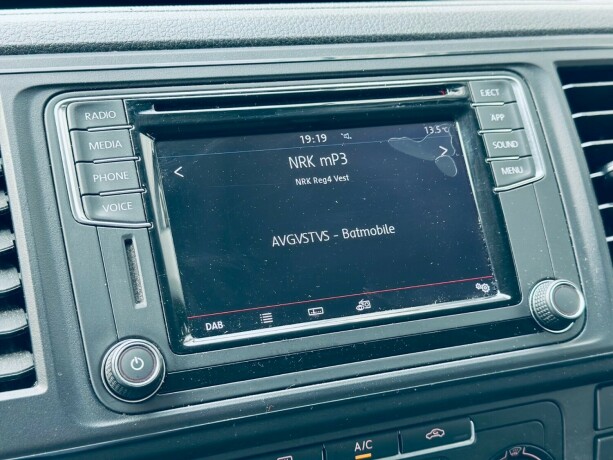 RADIO
MEDIA
PHONE
VOICE
EJECT
APP
SOUND
MENU
19:19
13.5°C
NRK mP3
NRK Reg4 Vest
< >
AVGVSTVS - Batmobile
DAB
A/C